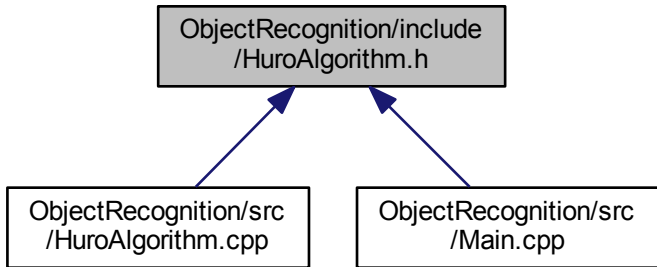 ObjectRecognition/include
/HuroAlgorithm.h
ObjectRecognition/src
/HuroAlgorithm.cpp
ObjectRecognition/src
/Main.cpp